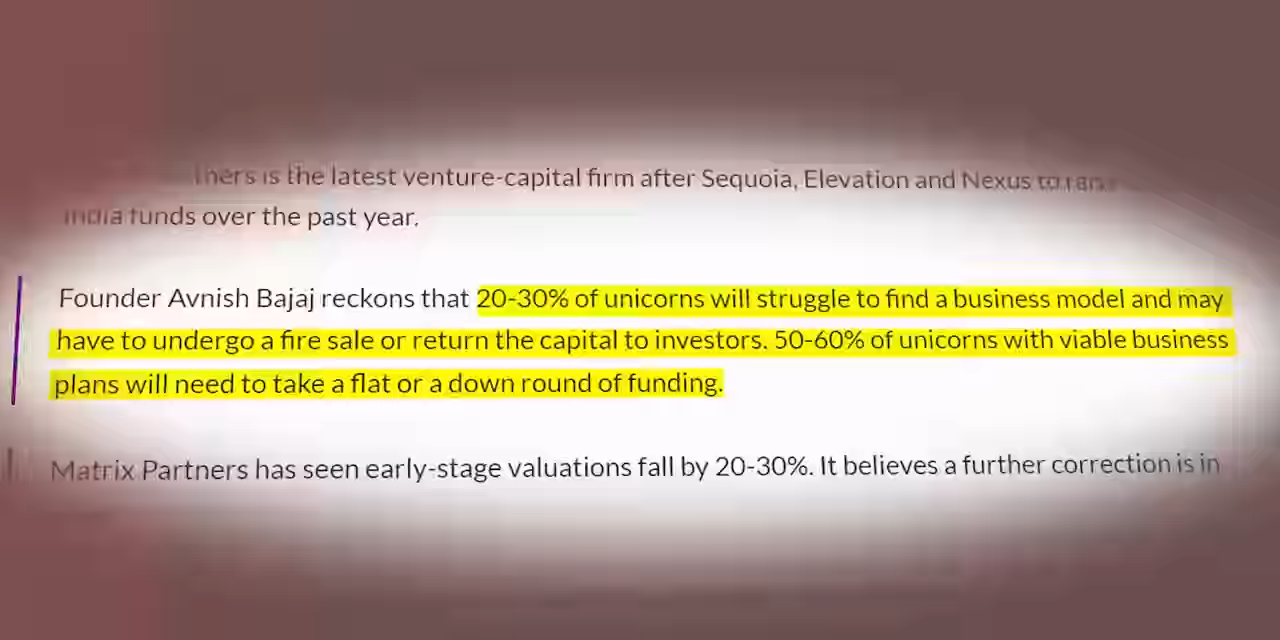 is the latest venture-capital firm after Sequoia, Elevation and Nexus to
India funds over the past year.
Founder Avnish Bajaj reckons that 20-30% of unicorns will struggle to find a business model and may
have to undergo a fire sale or return the capital to investors. 50-60% of unicorns with viable business
plans will need to take a flat or a down round of funding.
Matrix Partners has seen early-stage valuations fall by 20-30%. It believes a further correction is in